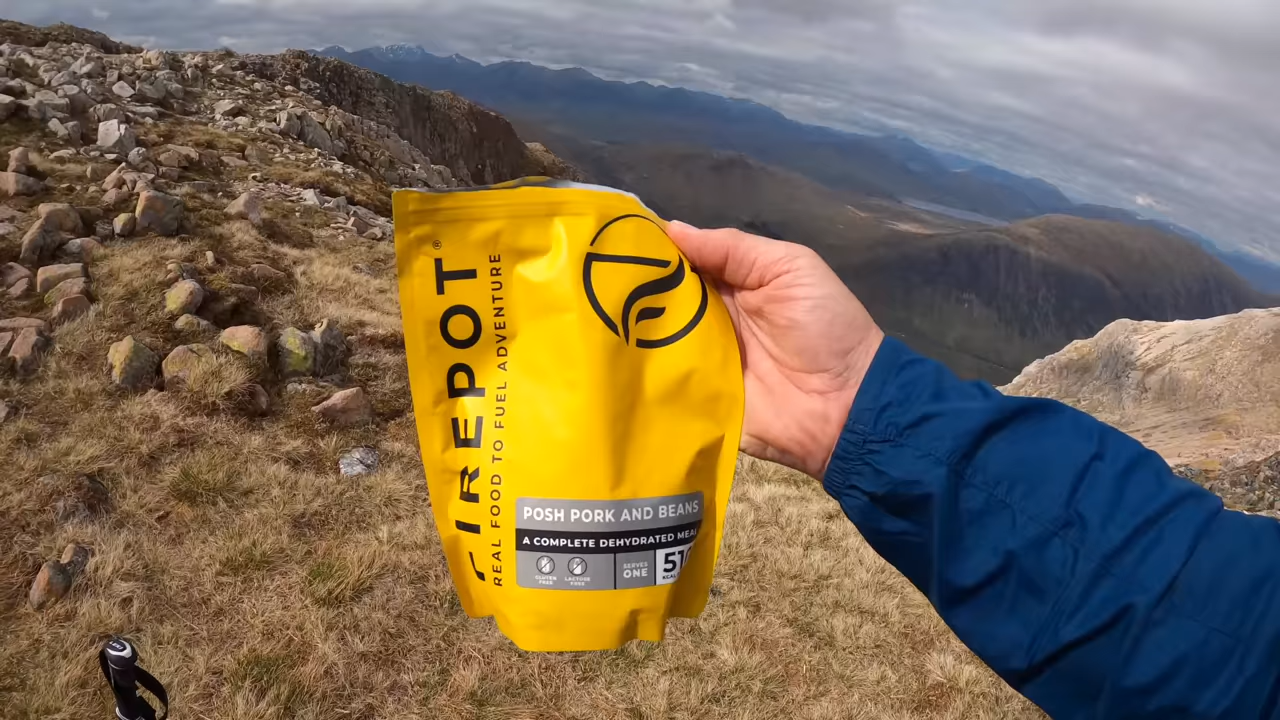 FIREPOT®
REAL FOOD TO FUEL ADVENTURE
POSH PORK AND BEANS
A COMPLETE DEHYDRATED MEAL
GLUTEN
FREE
LACTOSE
FREE
SERVES
ONE
KCAL